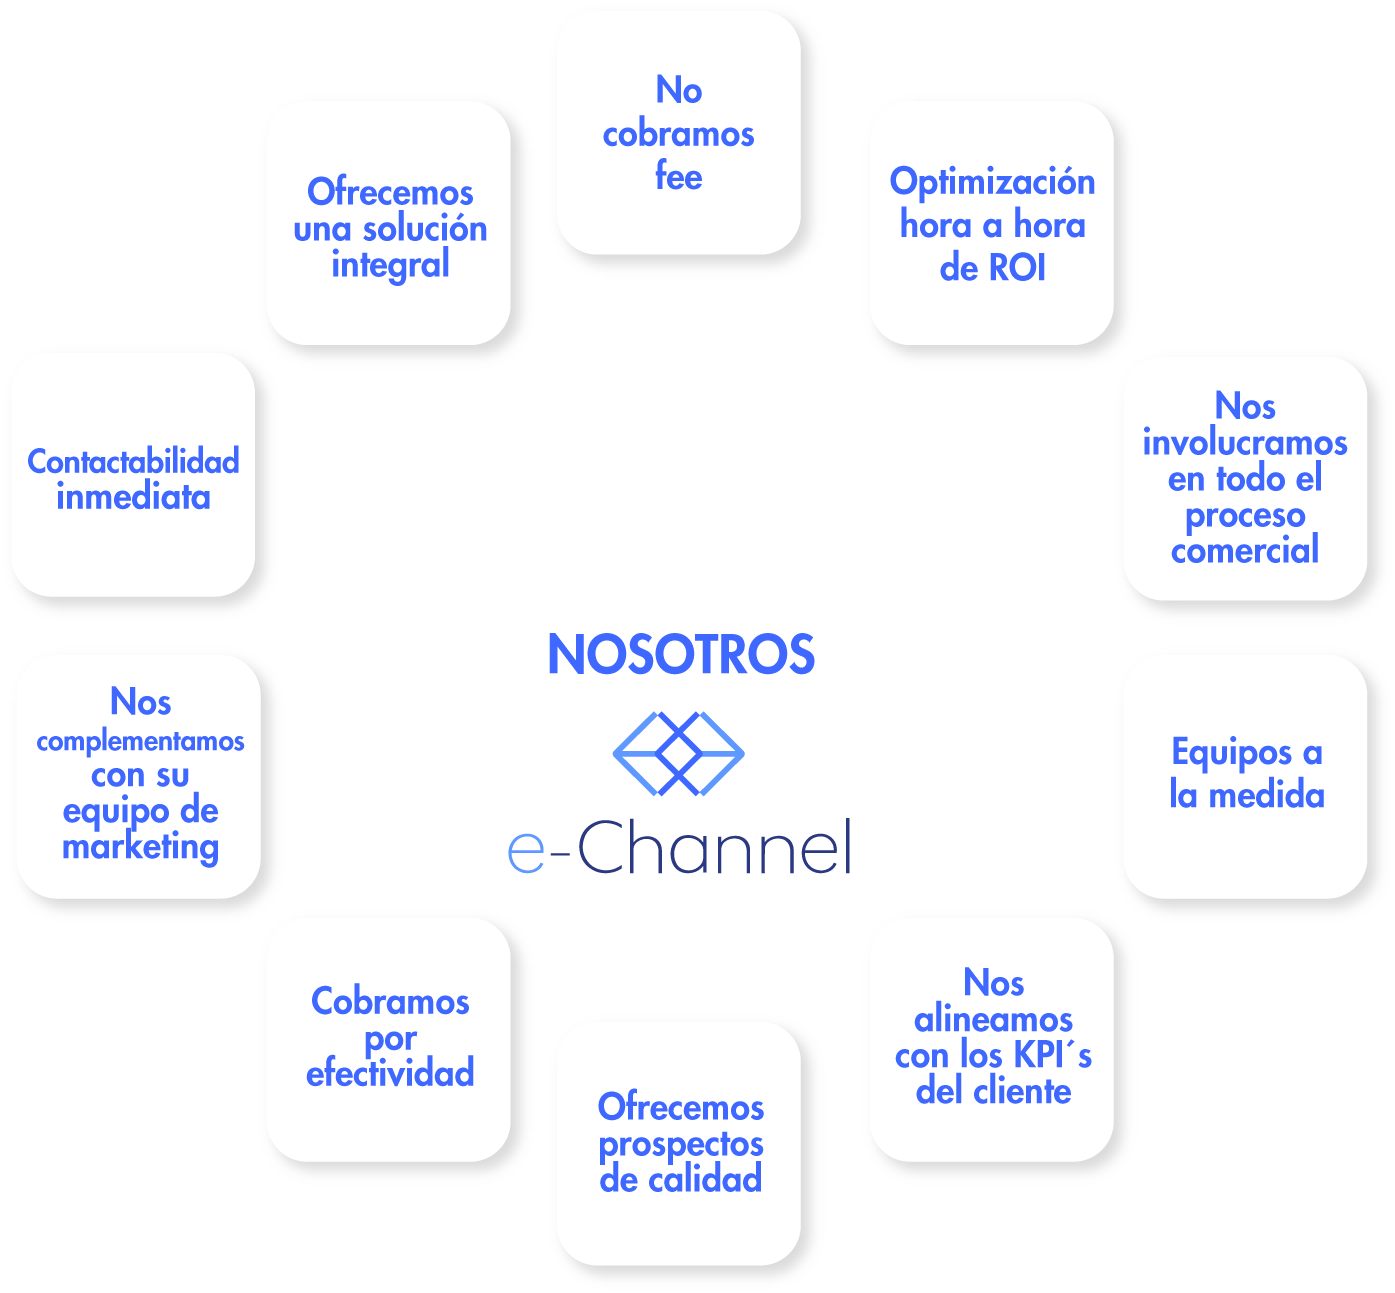 No
cobramos
fee
Ofrecemos
una solución
integral
Optimización
hora a hora
de ROI
Contactabilidad
inmediata
Nos
involucramos
en todo el
proceso
comercial
NOSOTROS
e-Channel
Nos
complementamos
con su
equipo de
marketing
Equipos a
la medida
Cobramos
por
efectividad
Nos
alineamos
con los KPI´s
del cliente
Ofrecemos
prospectos
de calidad